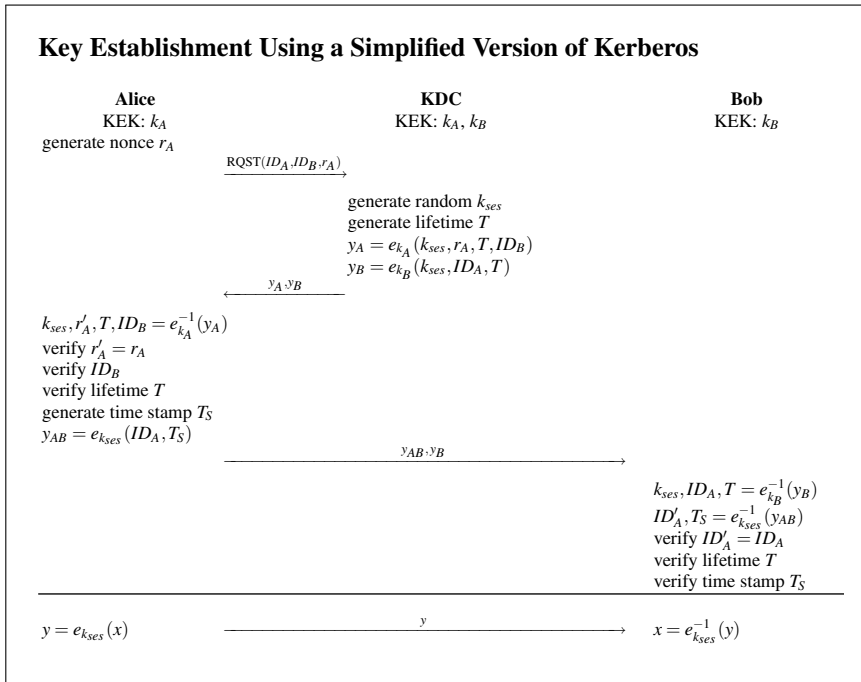 Key Establishment Using a Simplified Version of Kerberos
Alice KDC Bob
KEK: k_A KEK: k_A, k_B KEK: k_B
generate nonce r_A
RQST(ID_A,ID_B,r_A)
generate random k_ses
generate lifetime T
y_A = e_{k_A}(k_ses, r_A, T, ID_B)
y_B = e_{k_B}(k_ses, ID_A, T)
y_A,y_B
k_ses, r′_A, T, ID_B = e^{-1}_{k_A}(y_A)
verify r′_A = r_A
verify ID_B
verify lifetime T
generate time stamp T_S
y_AB = e_{k_ses}(ID_A, T_S)
y_AB,y_B
k_ses, ID_A, T = e^{-1}_{k_B}(y_B)
ID′_A, T_S = e^{-1}_{k_ses}(y_AB)
verify ID′_A = ID_A
verify lifetime T
verify time stamp T_S
y = e_{k_ses}(x) y x = e^{-1}_{k_ses}(y)